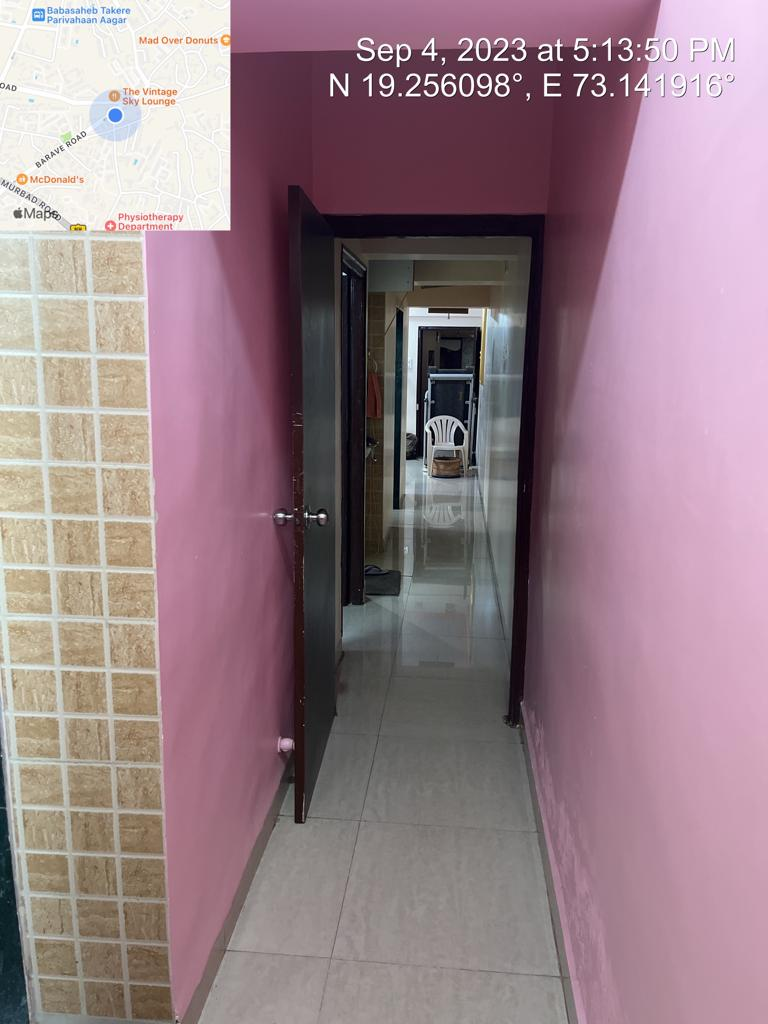 Babasaheb Takere
Parivahaan Aagar
Mad Over Donuts
OAD
The Vintage
Sky Lounge
BARAVE ROAD
McDonald's
MURBAD ROAD
Maps
Physiotherapy
Department
Sep 4, 2023 at 5:13:50 PM
N 19.256098°, E 73.141916°